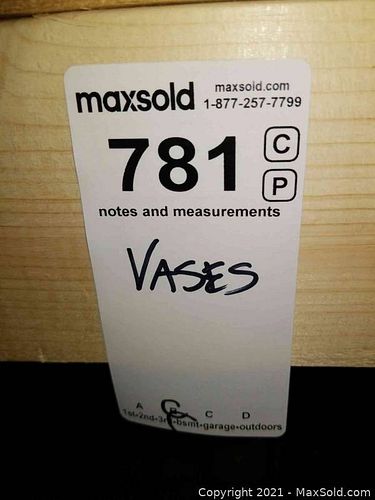 maxsold maxsold.com
1-877-257-7799
781 C
P
notes and measurements
VASES
A B C D
1st-2nd-3rd-bsmt-garage-outdoors
Copyright © 2021 - MaxSold.com